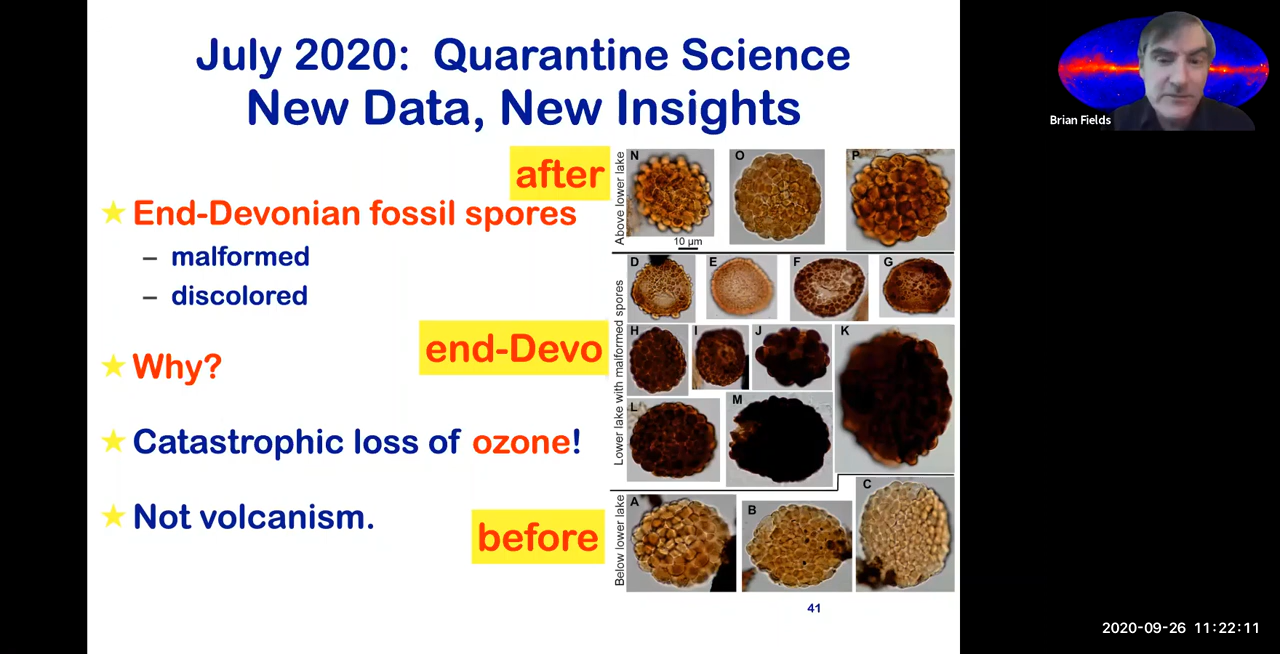 July 2020: Quarantine Science
New Data, New Insights
after
★ End-Devonian fossil spores
– malformed
– discolored
end-Devo
★ Why?
★ Catastrophic loss of ozone!
★ Not volcanism.
before
Above lower lake
N
O
P
10 µm
Lower lake with malformed spores
D
E
F
G
H
I
J
K
L
M
Below lower lake
A
B
C
41
Brian Fields
2020-09-26 11:22:11